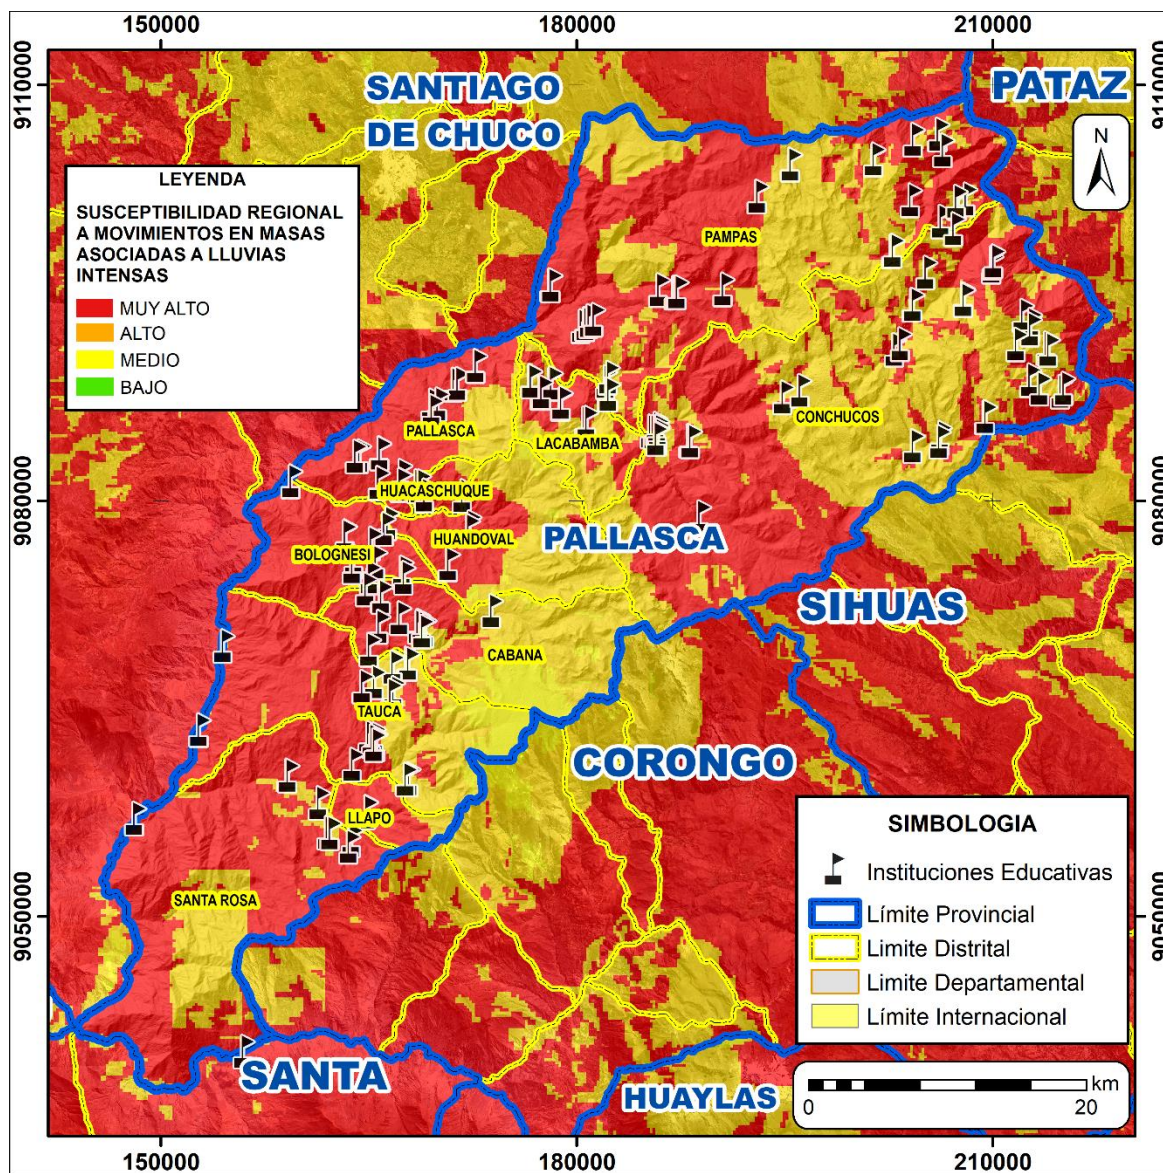 150000
180000
210000
9110000
9110000
SANTIAGO
DE CHUCO
PATAZ
N
LEYENDA
SUSCEPTIBILIDAD REGIONAL
A MOVIMIENTOS EN MASAS
ASOCIADAS A LLUVIAS
INTENSAS
MUY ALTO
ALTO
MEDIO
BAJO
PAMPAS
CONCHUCOS
PALLASCA
LACABAMBA
9080000
9080000
HUACASCHUQUE
HUANDOVAL
BOLOGNESI
PALLASCA
SIHUAS
CABANA
TAUCA
CORONGO
LLAPO
SANTA ROSA
9050000
9050000
SIMBOLOGIA
Instituciones Educativas
Límite Provincial
Limite Distrital
Limite Departamental
Límite Internacional
km
0
20
SANTA
HUAYLAS
150000
180000
210000